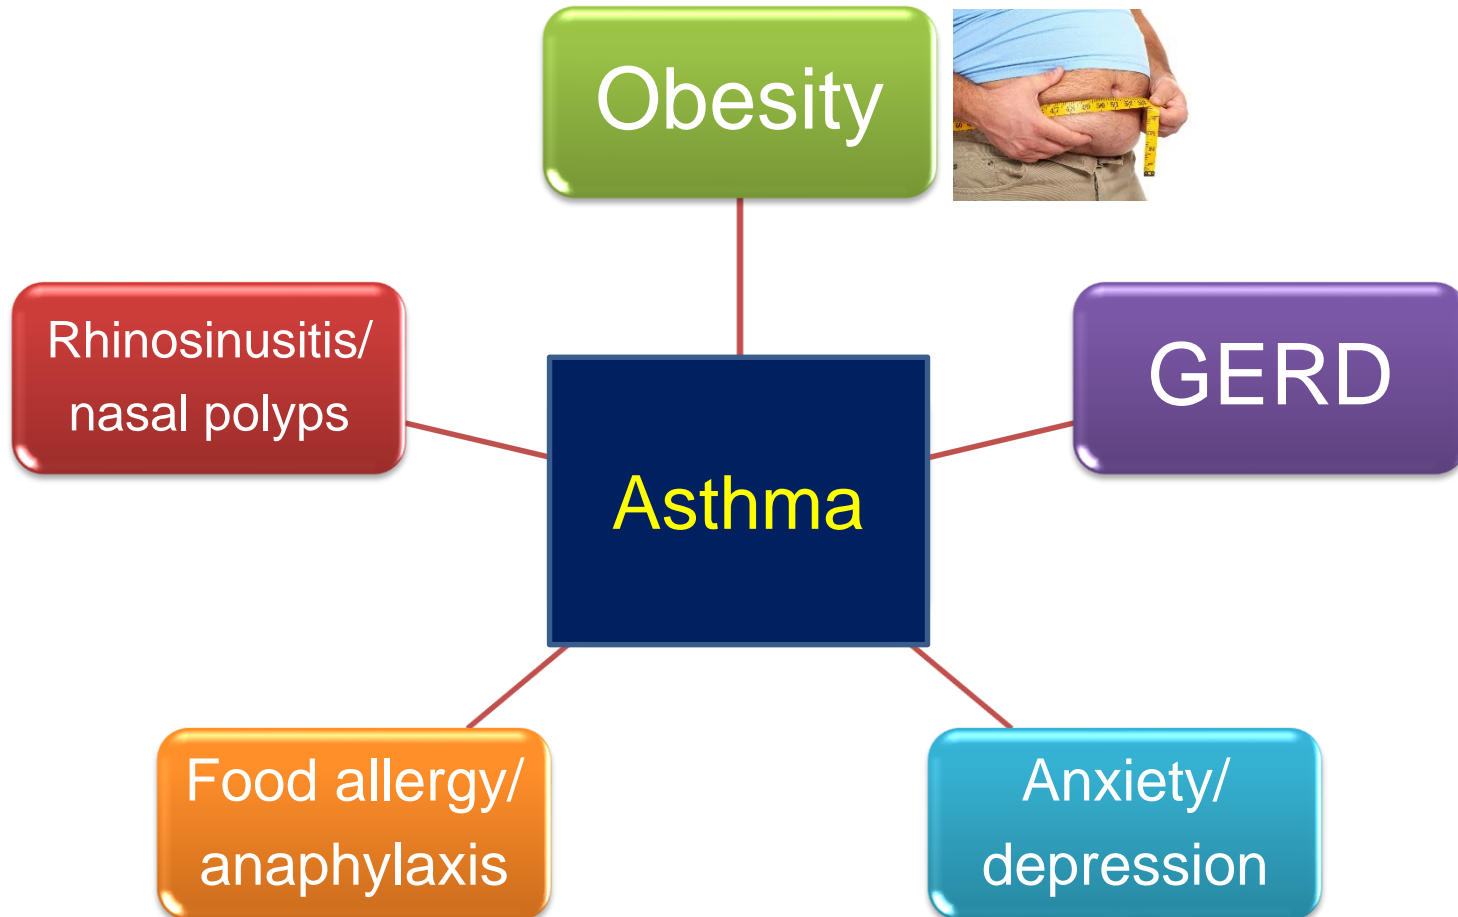 Obesity
Rhinosinusitis/
nasal polyps
GERD
Asthma
Food allergy/
anaphylaxis
Anxiety/
depression